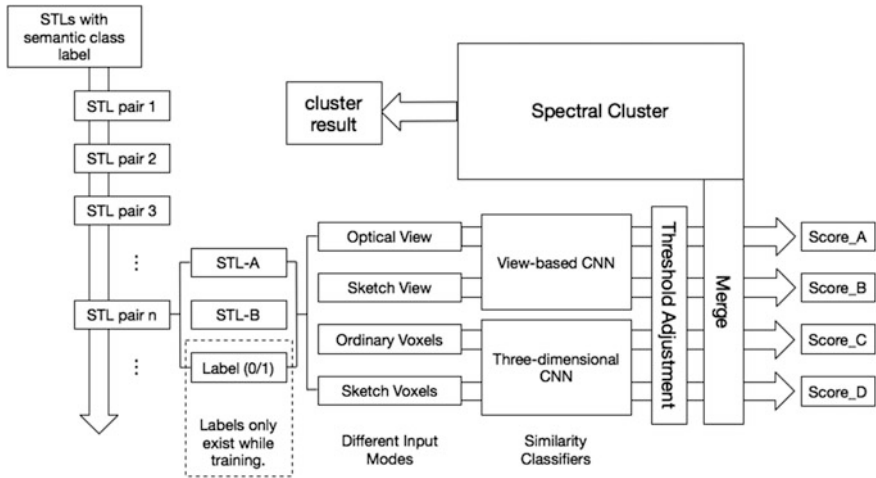 STLs with
semantic class
label
STL pair 1
STL pair 2
STL pair 3
⋮
STL pair n
⋮
STL-A
STL-B
Label (0/1)
Labels only
exist while
training.
⋮
Optical View
Sketch View
Ordinary Voxels
Sketch Voxels
Different Input
Modes
View-based CNN
Three-dimensional
CNN
Similarity
Classifiers
Threshold Adjustment
Merge
Spectral Cluster
cluster
result
Score_A
Score_B
Score_C
Score_D